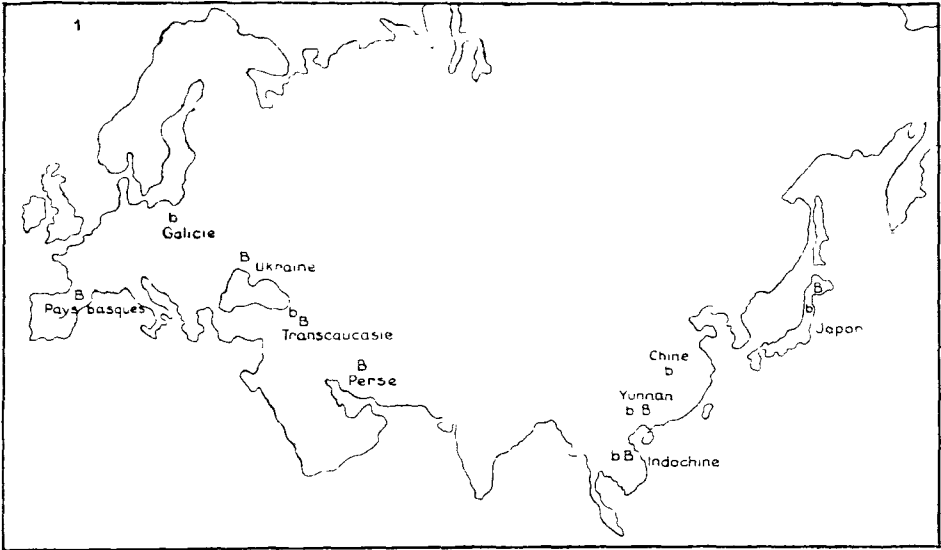 1
b
Galicie
B
Ukraine
B
Pays basques
b B
Transcaucasie
B
Perse
B
b
Japon
Chine
b
Yunnan
b B
b B Indochine